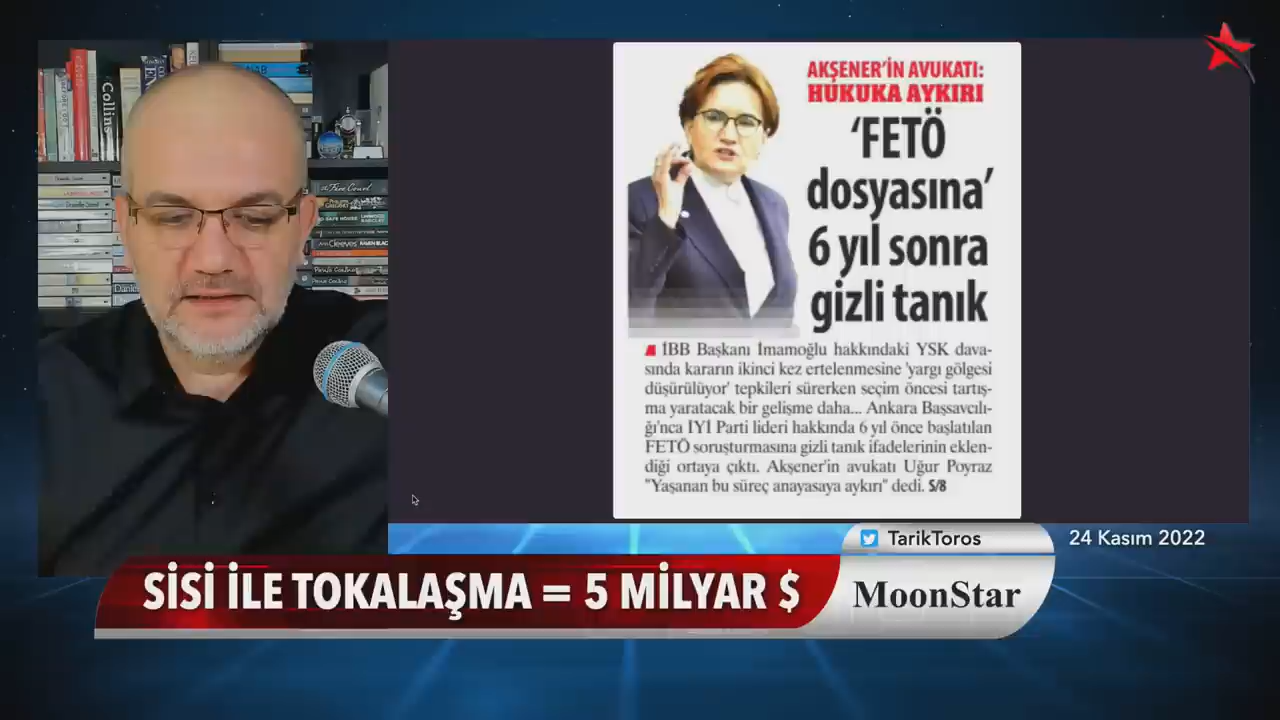 Collins
AKŞENER'İN AVUKATI:
HUKUKA AYKIRI
'FETÖ
dosyasına'
6 yıl sonra
gizli tanık
İBB Başkanı İmamoğlu hakkındaki YSK dava-
sında kararın ikinci kez ertelenmesine 'yargı gölgesi
düşürülüyor' tepkileri sürerken seçim öncesi tartış-
ma yaratacak bir gelişme daha... Ankara Başsavcılı-
ğı'nca İYİ Parti lideri hakkında 6 yıl önce başlatılan
FETÖ soruşturmasına gizli tanık ifadelerinin eklen-
diği ortaya çıktı. Akşener'in avukatı Uğur Poyraz
"Yaşanan bu süreç anayasaya aykırı" dedi. S/8
TarikToros
24 Kasım 2022
SİSİ İLE TOKALAŞMA = 5 MİLYAR $
MoonStar